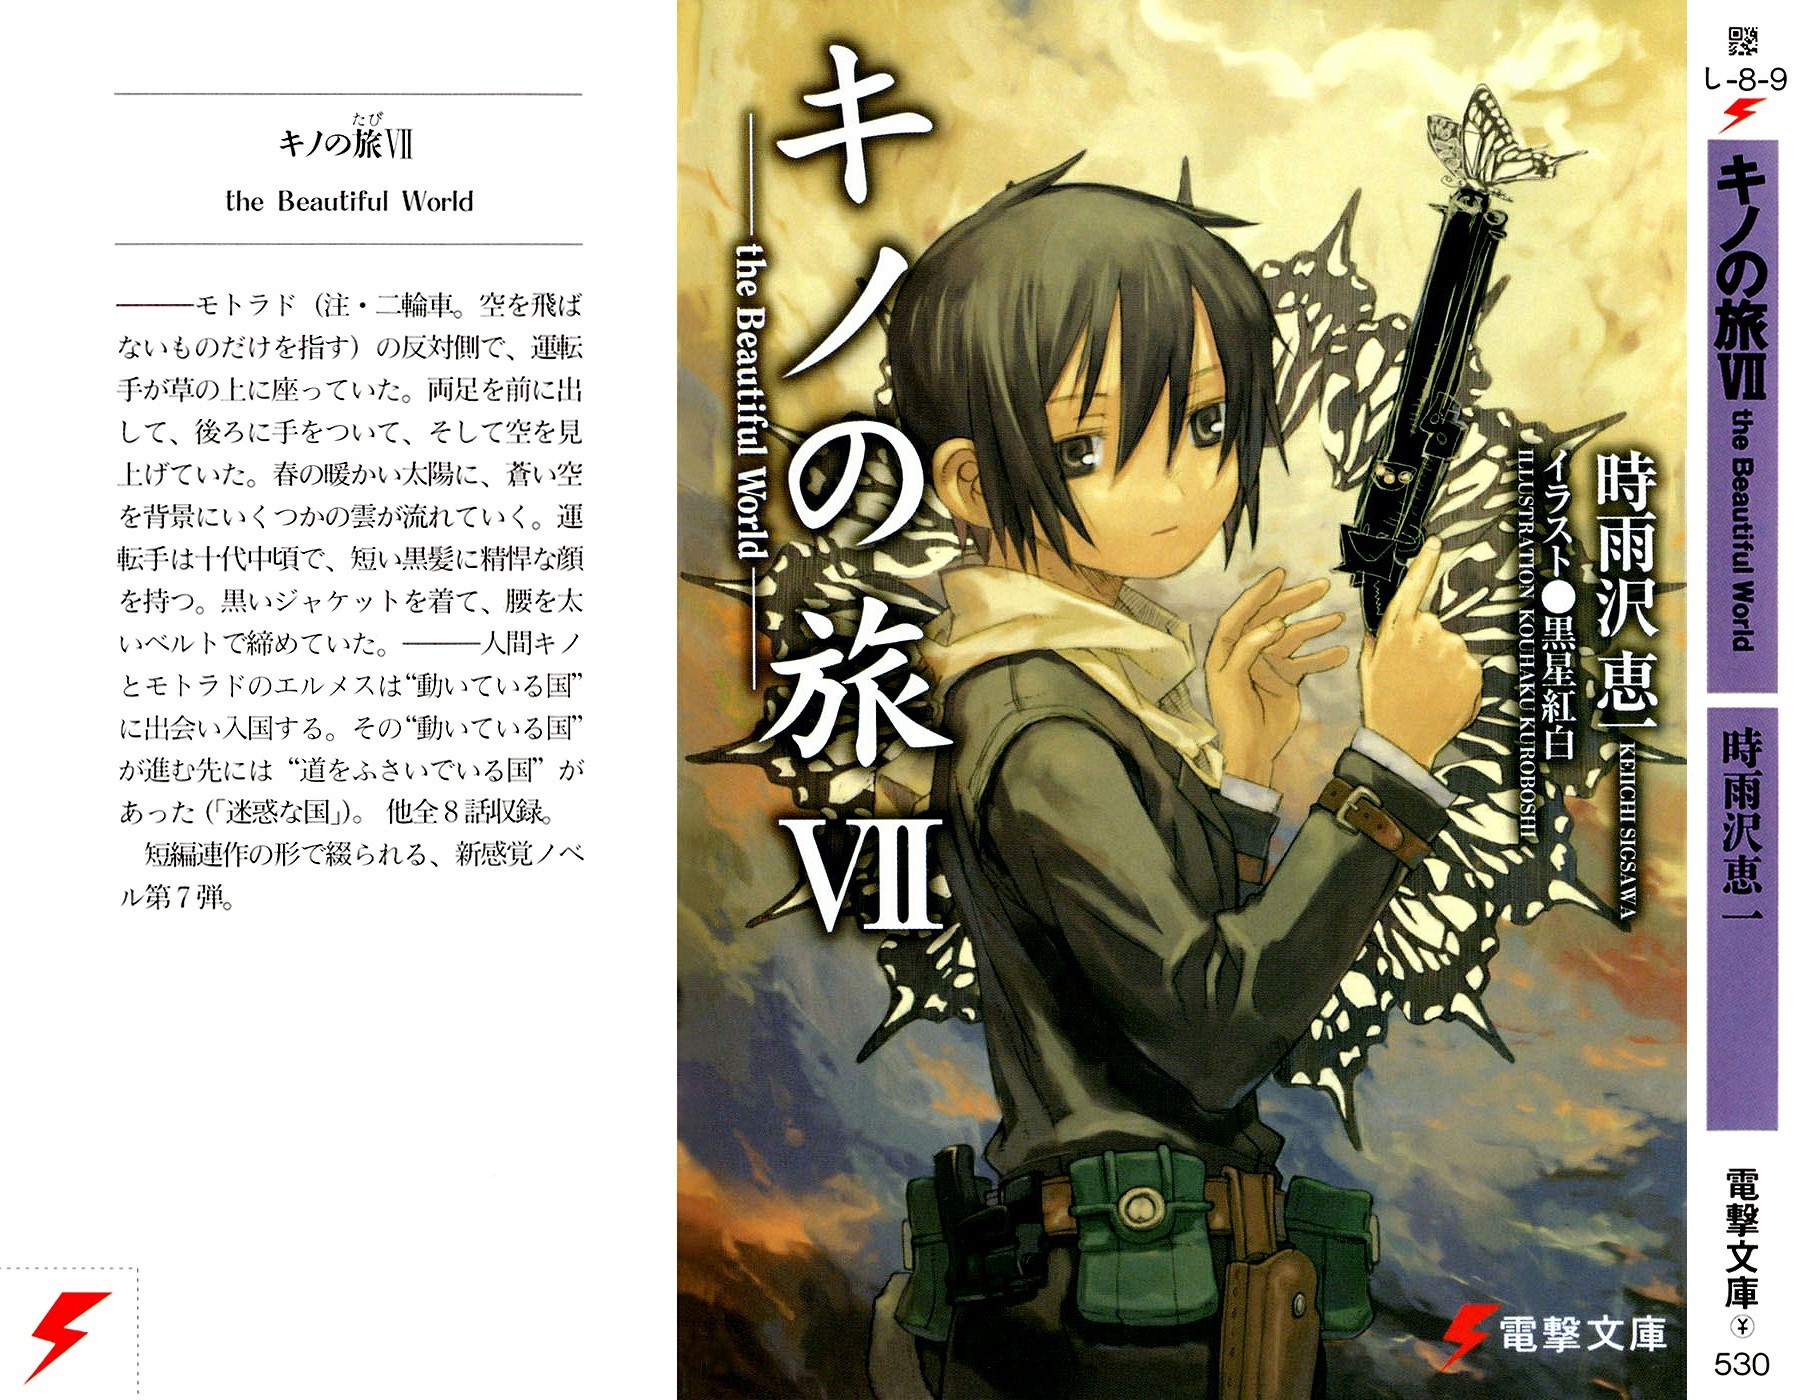 たび
キノの旅Ⅶ
the Beautiful World
―――モトラド（注・二輪車。空を飛ば
ないものだけを指す）の反対側で、運転
手が草の上に座っていた。両足を前に出
して、後ろに手をついて、そして空を見
上げていた。春の暖かい太陽に、蒼い空
を背景にいくつかの雲が流れていく。運
転手は十代中頃で、短い黒髪に精悍な顔
を持つ。黒いジャケットを着て、腰を太
いベルトで締めていた。―――人間キノ
とモトラドのエルメスは“動いている国”
に出会い入国する。その“動いている国”
が進む先には“道をふさいでいる国”が
あった（「迷惑な国」）。他全８話収録。
短編連作の形で綴られる、新感覚ノベ
ル第７弾。
キノの旅Ⅶ
the Beautiful World
時雨沢恵一
KEIICHI SIGSAWA
イラスト●黒星紅白
ILLUSTRATION KOUHAKU KUROBOSHI
電撃文庫
し-8-9
キノの旅Ⅶ the Beautiful World
時雨沢恵一
電撃文庫
¥
530